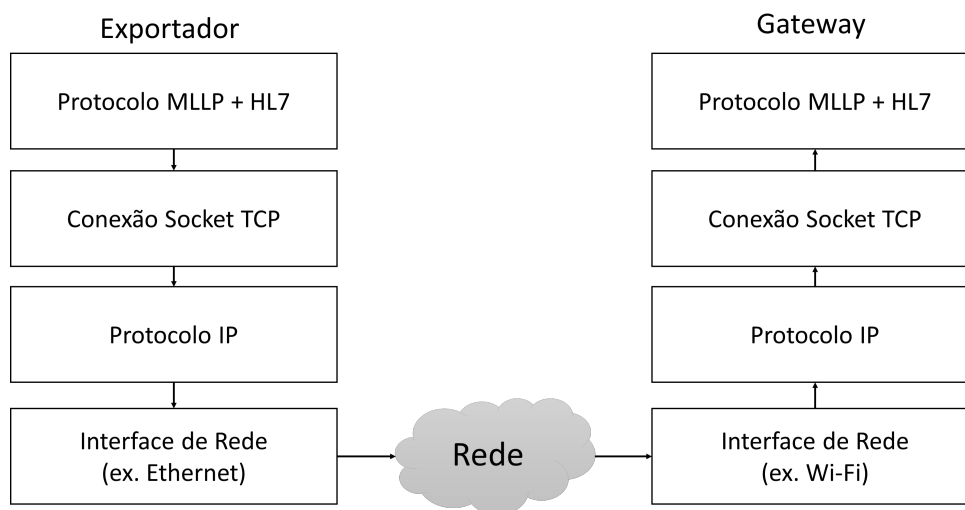 Exportador
Protocolo MLLP + HL7
Conexão Socket TCP
Protocolo IP
Interface de Rede
(ex. Ethernet)
Rede
Gateway
Protocolo MLLP + HL7
Conexão Socket TCP
Protocolo IP
Interface de Rede
(ex. Wi-Fi)